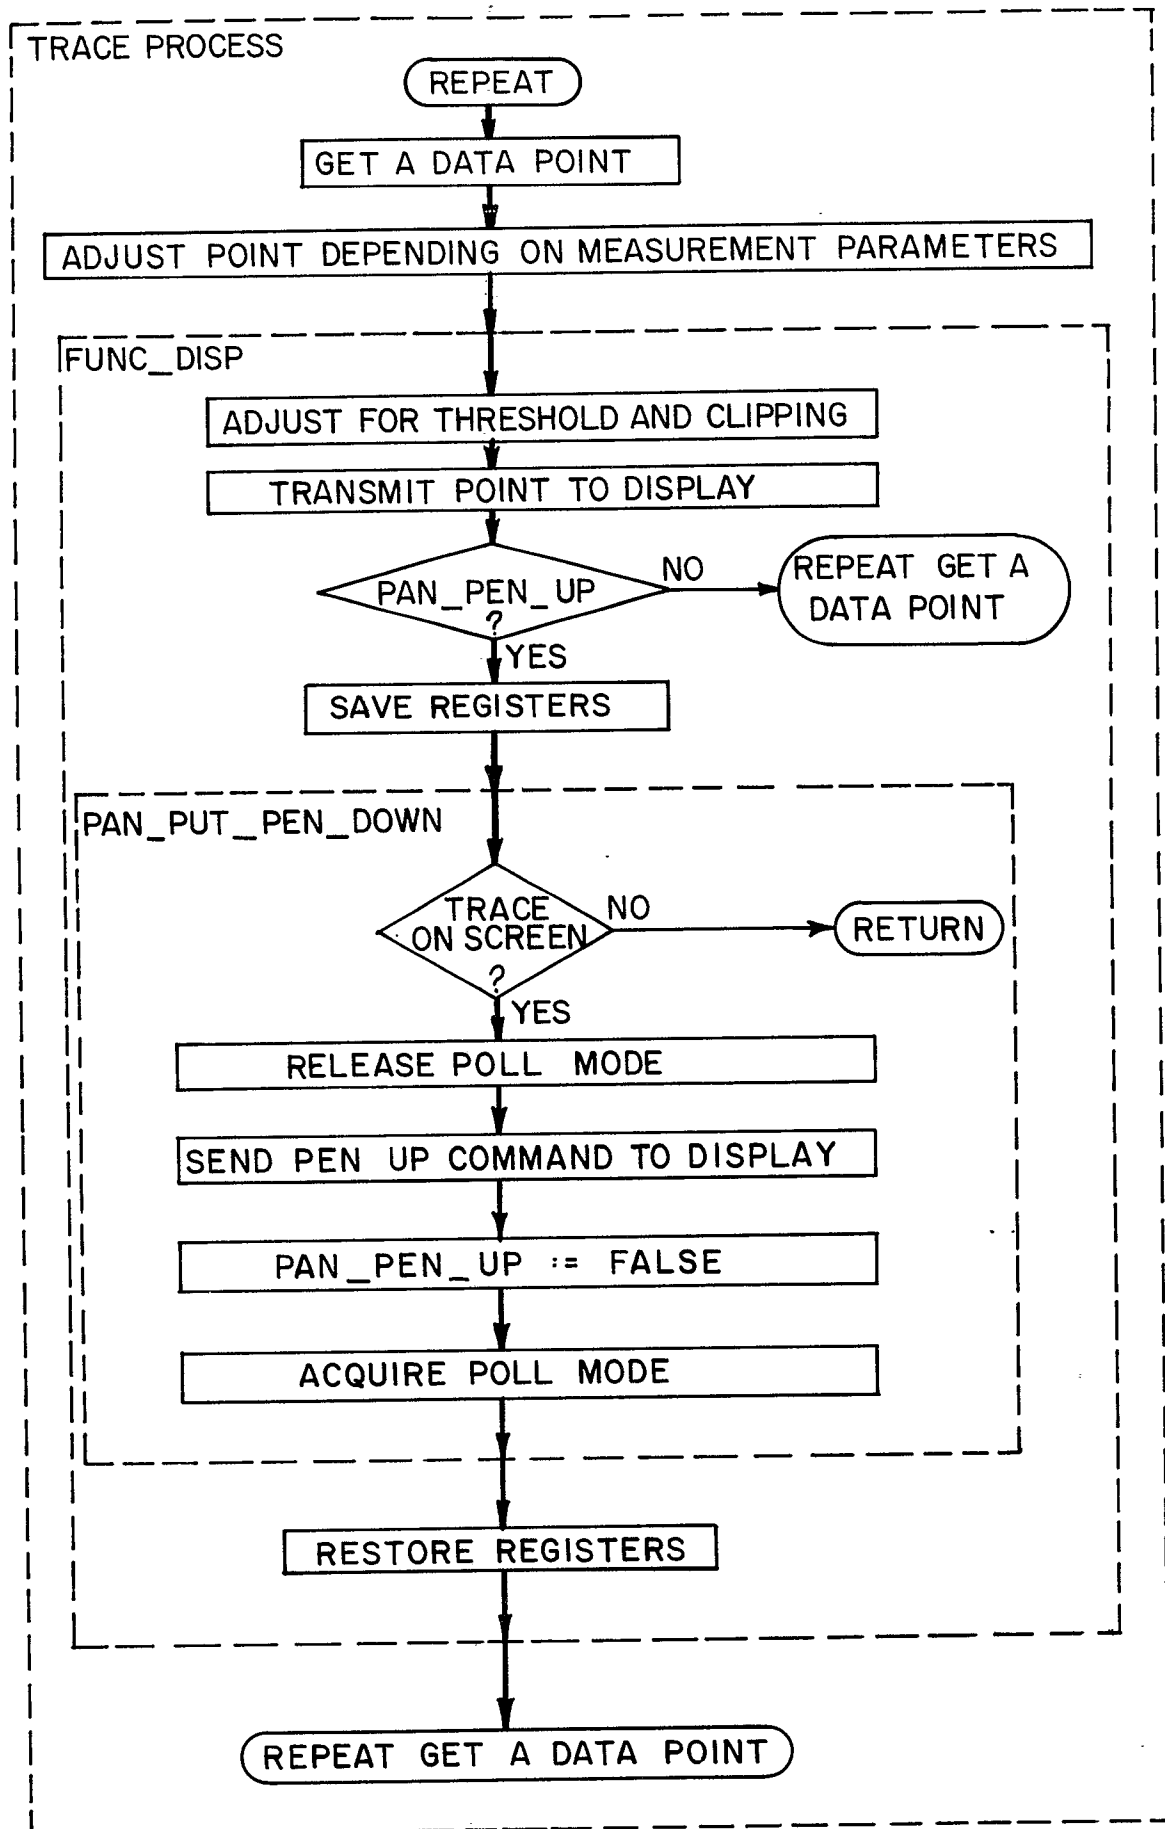 TRACE PROCESS
REPEAT
GET A DATA POINT
ADJUST POINT DEPENDING ON MEASUREMENT PARAMETERS
FUNC_DISP
ADJUST FOR THRESHOLD AND CLIPPING
TRANSMIT POINT TO DISPLAY
PAN_PEN_UP
?
NO
REPEAT GET A
DATA POINT
YES
SAVE REGISTERS
PAN_PUT_PEN_DOWN
TRACE
ON SCREEN
?
NO
RETURN
YES
RELEASE POLL MODE
SEND PEN UP COMMAND TO DISPLAY
PAN_PEN_UP := FALSE
ACQUIRE POLL MODE
RESTORE REGISTERS
REPEAT GET A DATA POINT